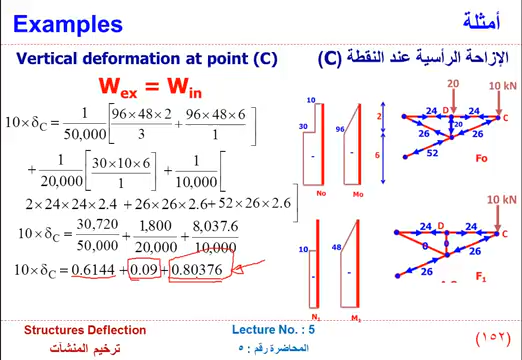 Examples
أمثلة
Vertical deformation at point (C)
الإزاحة الرأسية عند النقطة (C)
Wex = Win
10×δC = 1/50,000 [ 96×48×2/3 + 96×48×6/1 ]
+ 1/20,000 [ 30×10×6/1 ] + 1/10,000 [
2×24×24×2.4 + 26×26×2.6 + 52×26×2.6 ]
10×δC = 30,720/50,000 + 1,800/20,000 + 8,037.6/10,000
10×δC = 0.6144 + 0.09 + 0.80376
10
30
-
No
96
-
Mo
2
6
20
10 kN
24
D
24
C
20
26
26
52
Fo
10
-
N1
48
-
M1
10 kN
24
D
24
C
0
0
26
26
F1
Structures Deflection
Lecture No. : 5
ترخيم المنشآت
المحاضرة رقم : ٥
(١٥٢)